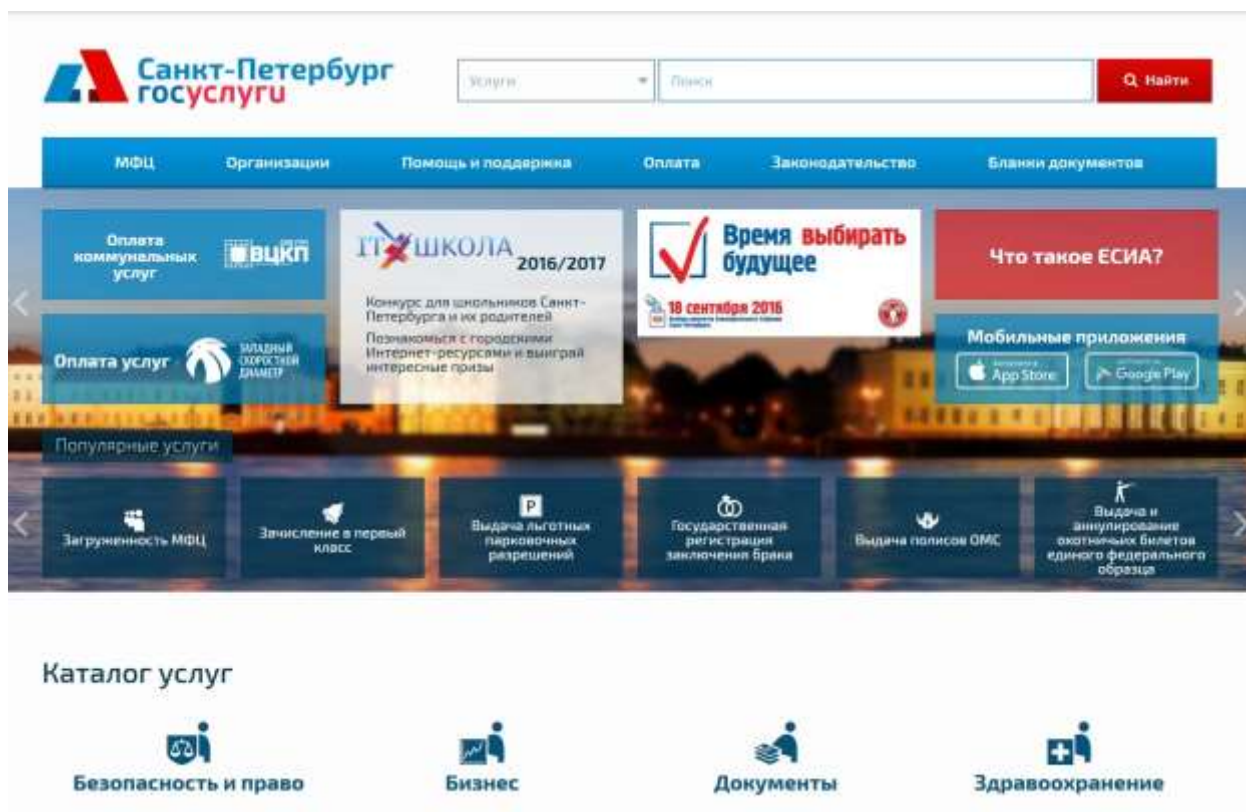 Санкт-Петербург
госуслуги
Услуги
Поиск
Найти
МФЦ
Организации
Помощь и поддержка
Оплата
Законодательство
Бланки документов
Оплата
коммунальных
услуг
ВЦКП
Оплата услуг
ЗАПАДНЫЙ
СКОРОСТНОЙ
ДИАМЕТР
IT ШКОЛА
2016/2017
Конкурс для школьников Санкт-
Петербурга и их родителей
Познакомься с городскими
Интернет-ресурсами и выиграй
интересные призы
Время выбирать
будущее
18 сентября 2016
Что такое ЕСИА?
Мобильные приложения
App Store
Google Play
Популярные услуги
Загруженность МФЦ
Зачисление в первый
класс
Выдача льготных
парковочных
разрешений
Государственная
регистрация
заключения брака
Выдача полисов ОМС
Выдача и
аннулирование
охотничьих билетов
единого федерального
образца
Каталог услуг
Безопасность и право
Бизнес
Документы
Здравоохранение